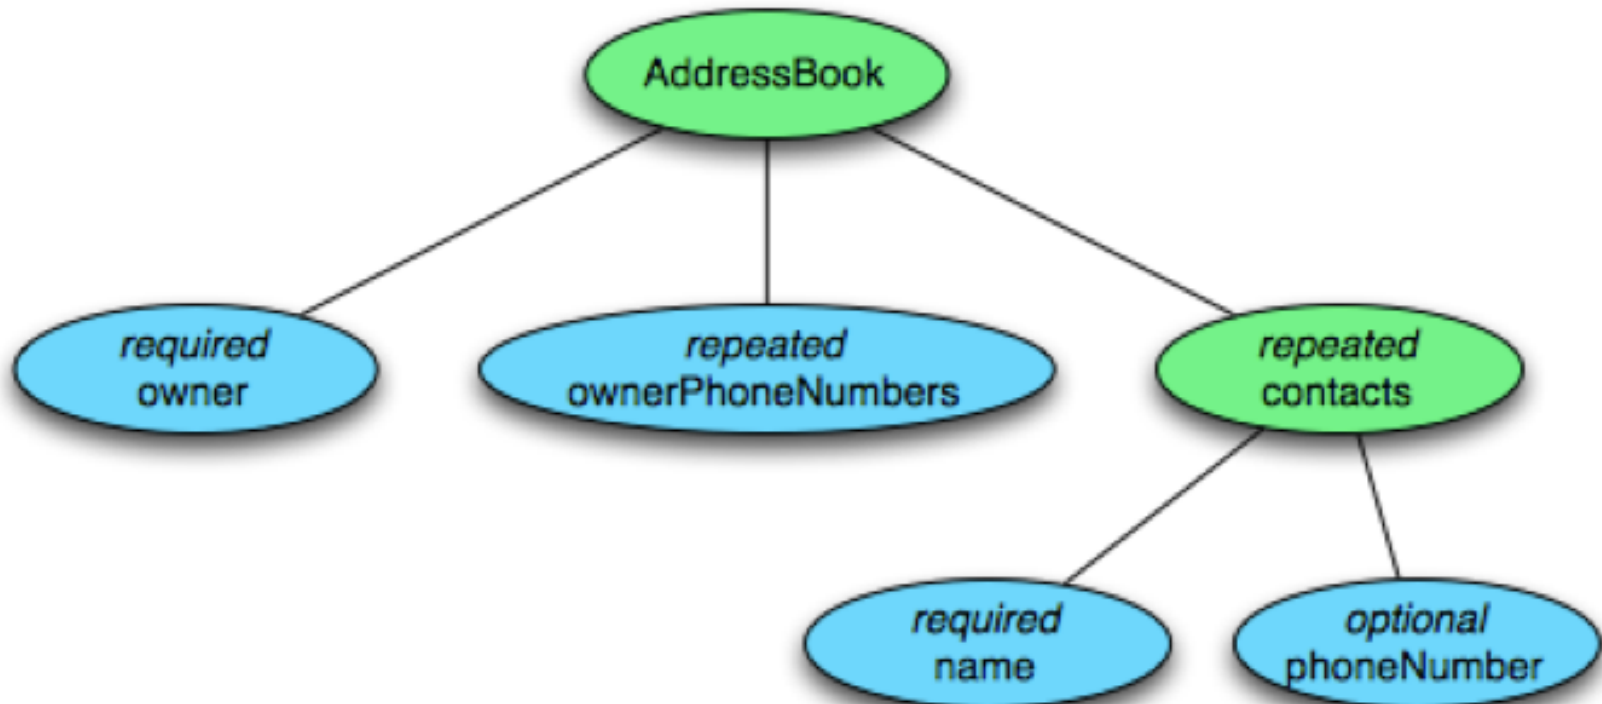 AddressBook
required
owner
repeated
ownerPhoneNumbers
repeated
contacts
required
name
optional
phoneNumber